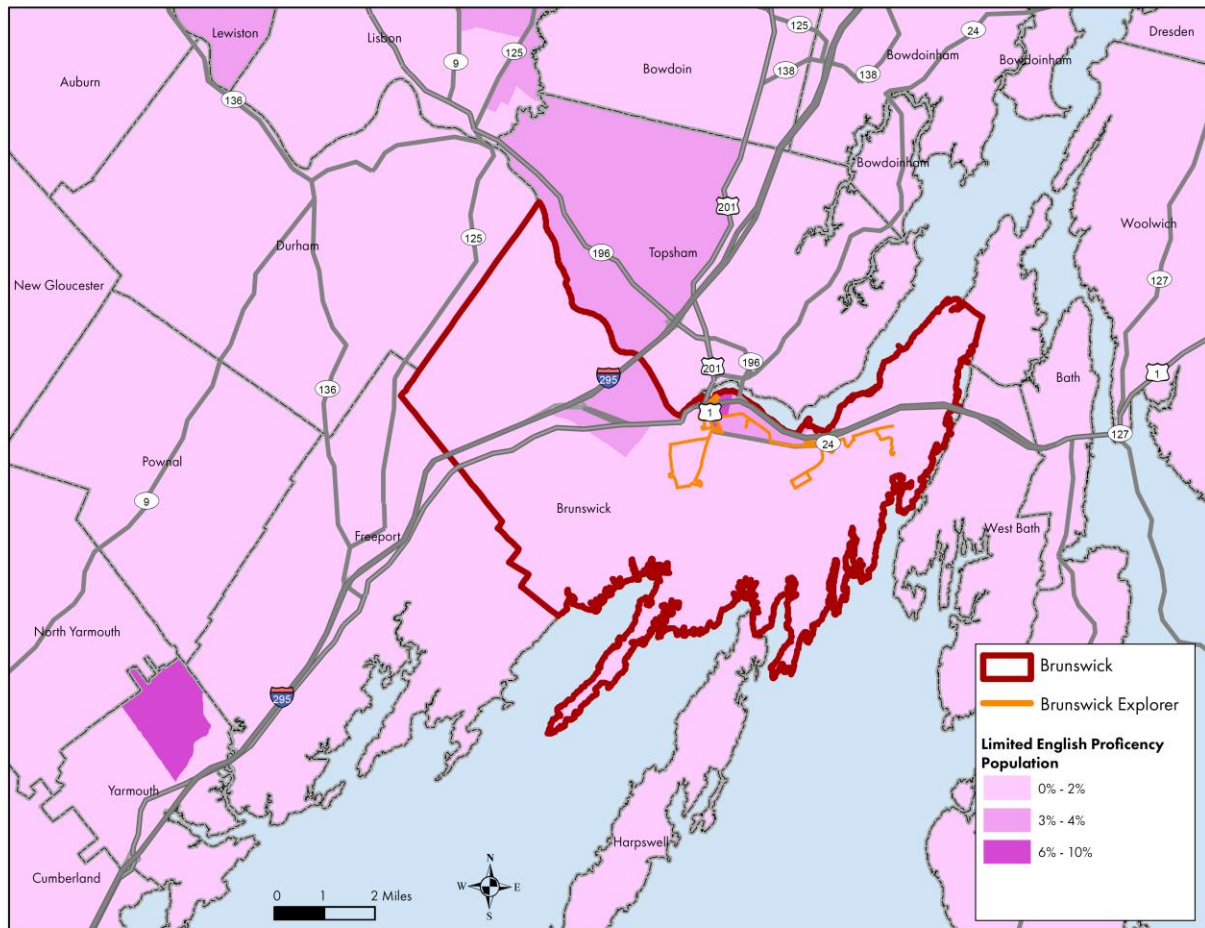 Lewiston
Lisbon
125
9
125
24
Dresden
Bowdoinham
Bowdoinham
Auburn
Bowdoin
138
138
136
Bowdoinham
201
Woolwich
Durham
125
196
Topsham
127
New Gloucester
295
201
196
Bath
1
136
1
24
127
Pownal
9
Brunswick
Freeport
West Bath
North Yarmouth
295
Yarmouth
Harpswell
Cumberland
N
W E
S
0 1 2 Miles
Brunswick
Brunswick Explorer
Limited English Proficency
Population
0% - 2%
3% - 4%
6% - 10%